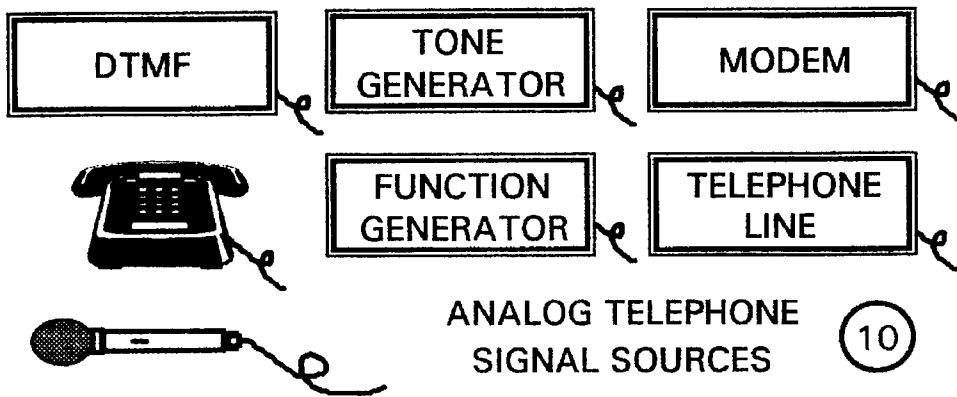 DTMF
TONE
GENERATOR
MODEM
FUNCTION
GENERATOR
TELEPHONE
LINE
ANALOG TELEPHONE
SIGNAL SOURCES
10